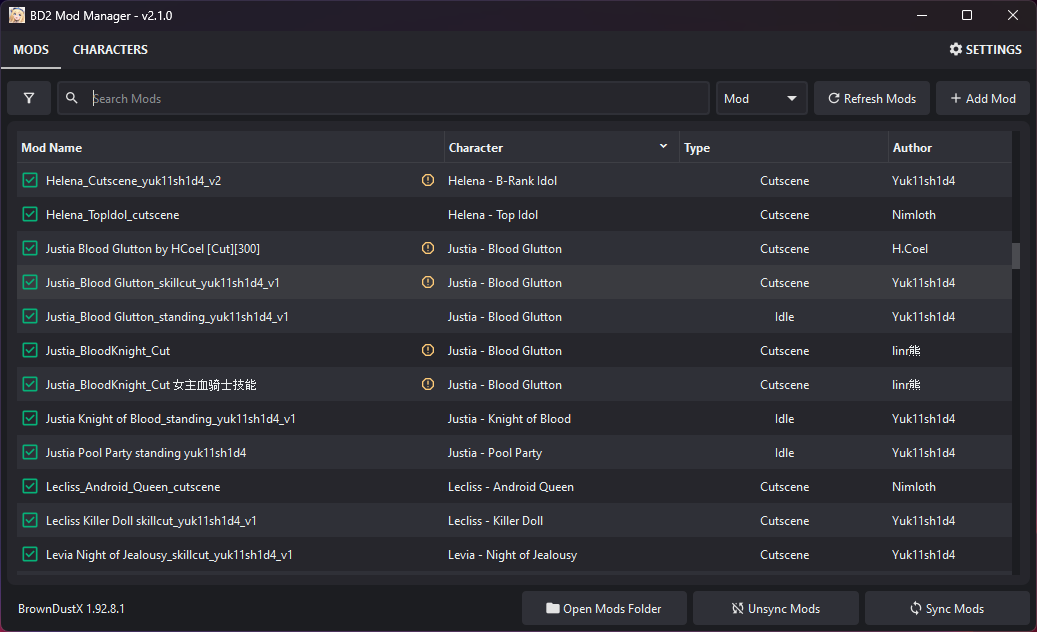 BD2 Mod Manager - v2.1.0
MODS CHARACTERS SETTINGS
Search Mods Mod Refresh Mods + Add Mod
Mod Name Character Type Author
Helena_Cutscene_yuk11sh1d4_v2 Helena - B-Rank Idol Cutscene Yuk11sh1d4
Helena_TopIdol_cutscene Helena - Top Idol Cutscene Nimloth
Justia Blood Glutton by HCoel [Cut][300] Justia - Blood Glutton Cutscene H.Coel
Justia_Blood Glutton_skillcut_yuk11sh1d4_v1 Justia - Blood Glutton Cutscene Yuk11sh1d4
Justia_Blood Glutton_standing_yuk11sh1d4_v1 Justia - Blood Glutton Idle Yuk11sh1d4
Justia_BloodKnight_Cut Justia - Blood Glutton Cutscene linr熊
Justia_BloodKnight_Cut 女主血骑士技能 Justia - Blood Glutton Cutscene linr熊
Justia Knight of Blood_standing_yuk11sh1d4_v1 Justia - Knight of Blood Idle Yuk11sh1d4
Justia Pool Party standing yuk11sh1d4 Justia - Pool Party Idle Yuk11sh1d4
Lecliss_Android_Queen_cutscene Lecliss - Android Queen Cutscene Nimloth
Lecliss Killer Doll skillcut_yuk11sh1d4_v1 Lecliss - Killer Doll Cutscene Yuk11sh1d4
Levia Night of Jealousy_skillcut_yuk11sh1d4_v1 Levia - Night of Jealousy Cutscene Yuk11sh1d4
BrownDustX 1.92.8.1 Open Mods Folder Unsync Mods Sync Mods